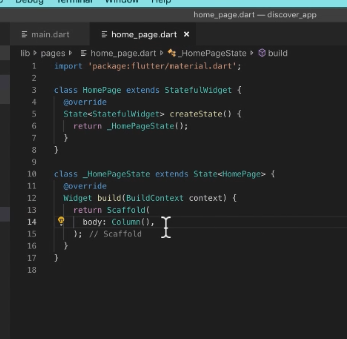 Debug Terminal Window Help
home_page.dart — discover_app
main.dart home_page.dart ×
lib › pages › home_page.dart › _HomePageState › build
1 import 'package:flutter/material.dart';
2
3 class HomePage extends StatefulWidget {
4 @override
5 State<StatefulWidget> createState() {
6 return _HomePageState();
7 }
8 }
9
10 class _HomePageState extends State<HomePage> {
11 @override
12 Widget build(BuildContext context) {
13 return Scaffold(
14 body: Column(),
15 ); // Scaffold
16 }
17 }
18